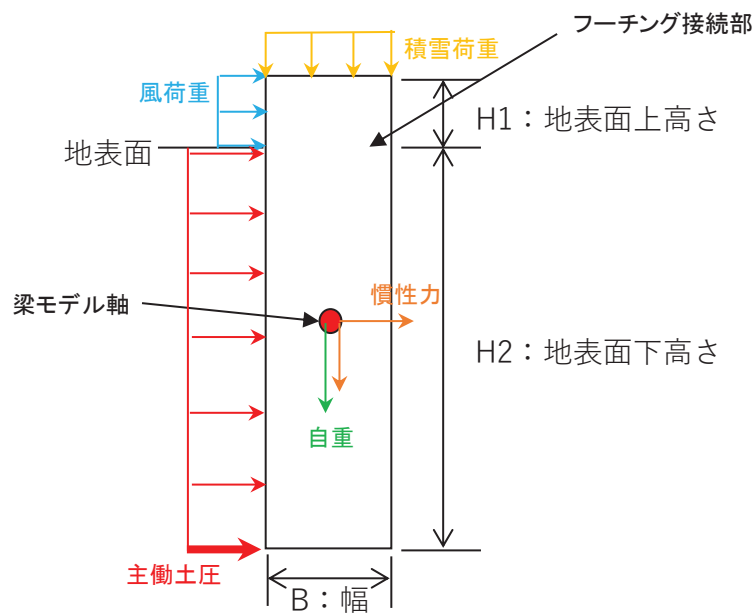 フーチング接続部
積雪荷重
風荷重
H1：地表面上高さ
地表面
慣性力
梁モデル軸
H2：地表面下高さ
自重
主働土圧
B：幅